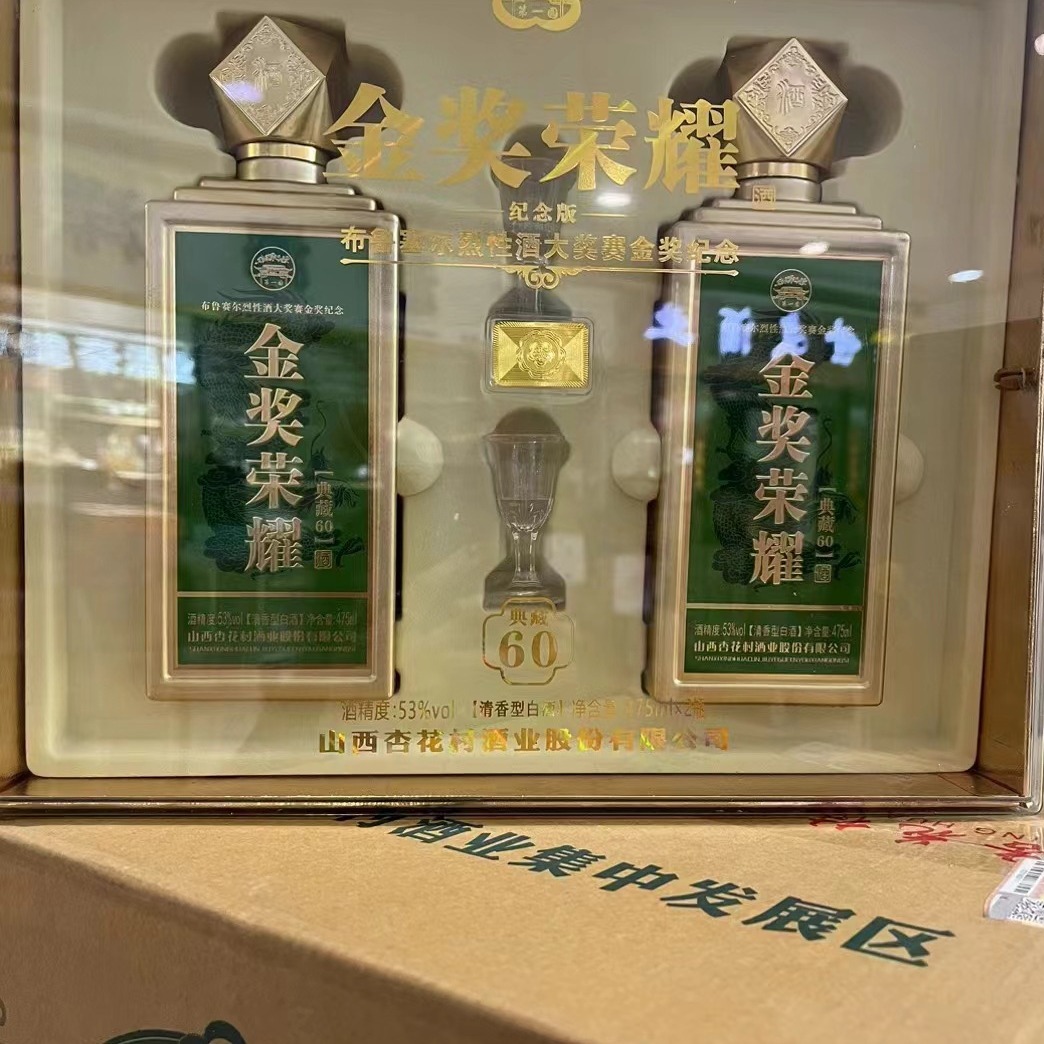 第一国
金奖荣耀
酒
纪念版
布鲁塞尔烈性酒大奖赛金奖纪念
酒
布鲁赛尔烈性酒大奖赛金奖纪念
金奖荣耀
典藏60
酒精度:53%vol【清香型白酒】净含量:475ml
山西杏花村酒业股份有限公司
酒
金奖荣耀
典藏60
酒精度:53%vol【清香型白酒】净含量:475ml
山西杏花村酒业股份有限公司
典藏
60
酒精度:53%vol【清香型白酒】净含量:475ml×2瓶
山西杏花村酒业股份有限公司
酒业集中发展区